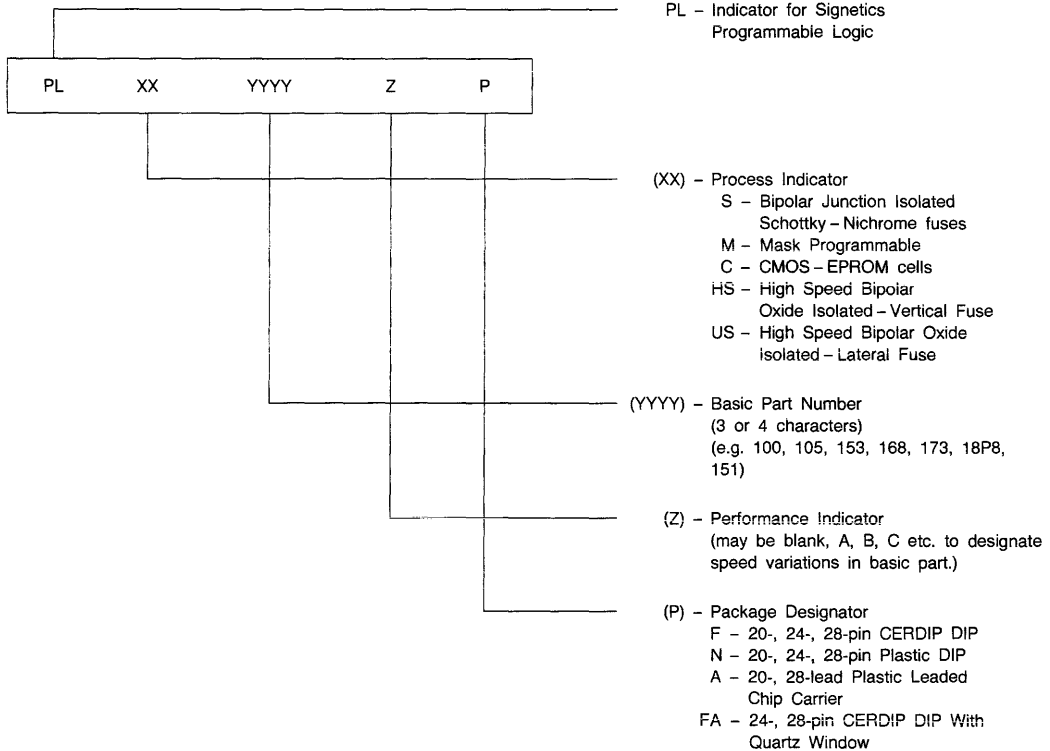 PL – Indicator for Signetics
Programmable Logic
PL XX YYYY Z P
(XX) – Process Indicator
S – Bipolar Junction Isolated
Schottky – Nichrome fuses
M – Mask Programmable
C – CMOS – EPROM cells
HS – High Speed Bipolar
Oxide Isolated – Vertical Fuse
US – High Speed Bipolar Oxide
Isolated – Lateral Fuse
(YYYY) – Basic Part Number
(3 or 4 characters)
(e.g. 100, 105, 153, 168, 173, 18P8,
151)
(Z) – Performance Indicator
(may be blank, A, B, C etc. to designate
speed variations in basic part.)
(P) – Package Designator
F – 20-, 24-, 28-pin CERDIP DIP
N – 20-, 24-, 28-pin Plastic DIP
A – 20-, 28-lead Plastic Leaded
Chip Carrier
FA – 24-, 28-pin CERDIP DIP With
Quartz Window